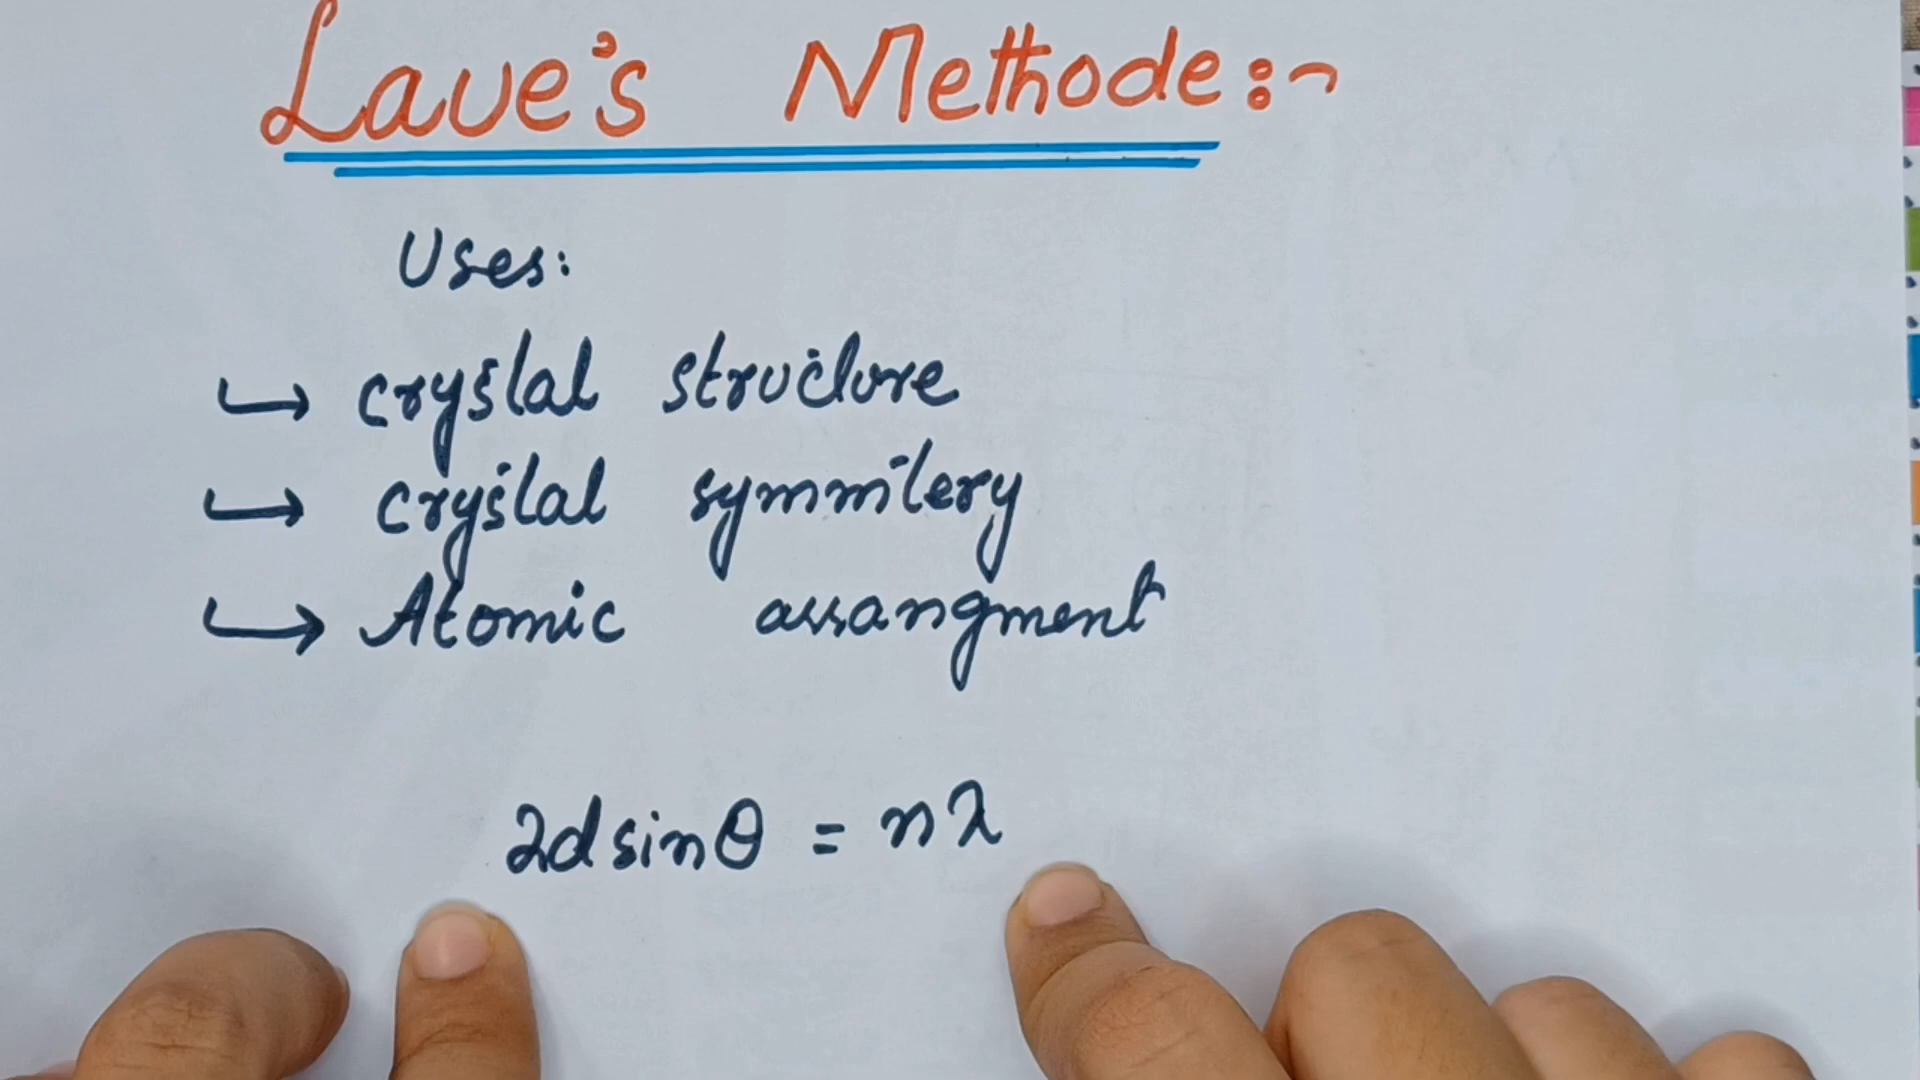 Laue's Methode:-
Uses:
↳ crystal structure
↳ crystal symmitery
↳ Atomic arrangment
2d sinθ = nλ